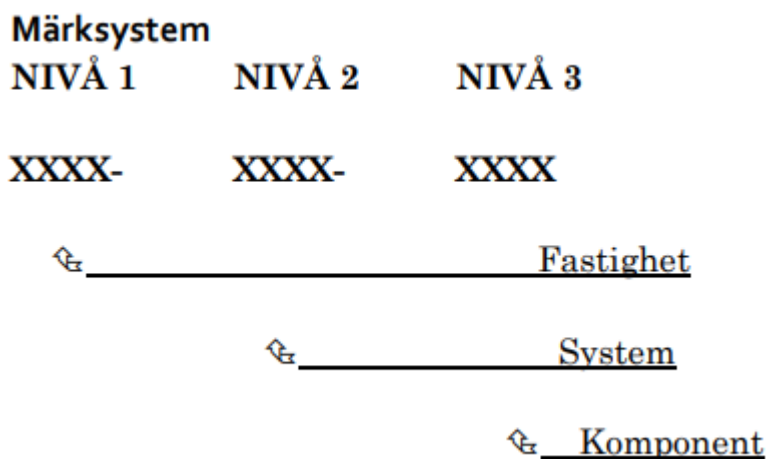 Märksystem
NIVÅ 1 NIVÅ 2 NIVÅ 3
XXXX- XXXX- XXXX
Fastighet
System
Komponent